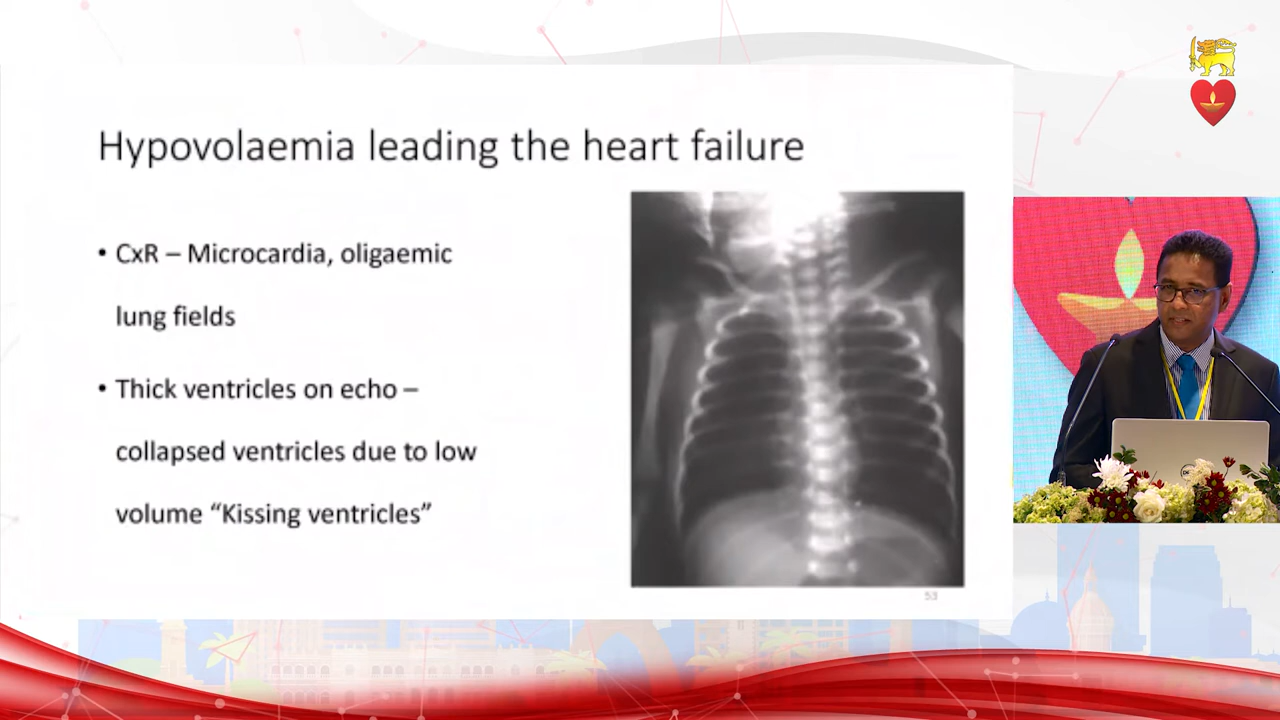 Hypovolaemia leading the heart failure
• CxR – Microcardia, oligaemic
lung fields
• Thick ventricles on echo –
collapsed ventricles due to low
volume “Kissing ventricles”
53
DELL